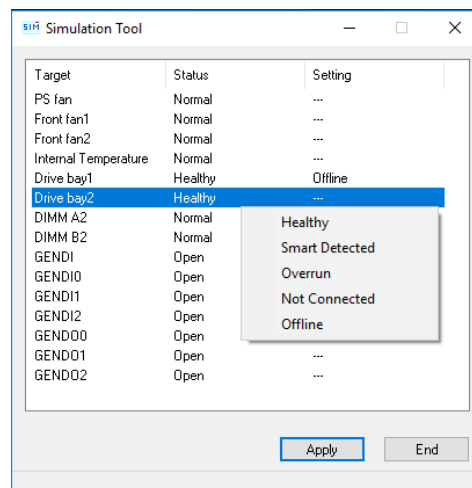 SIM Simulation Tool
Target Status Setting
PS fan Normal ---
Front fan1 Normal ---
Front fan2 Normal ---
Internal Temperature Normal ---
Drive bay1 Healthy Offline
Drive bay2 Healthy ---
DIMM A2 Normal
DIMM B2 Normal
GENDI Open
GENDI0 Open
GENDI1 Open
GENDI2 Open
GENDO0 Open
GENDO1 Open ---
GENDO2 Open ---
Healthy
Smart Detected
Overrun
Not Connected
Offline
Apply End